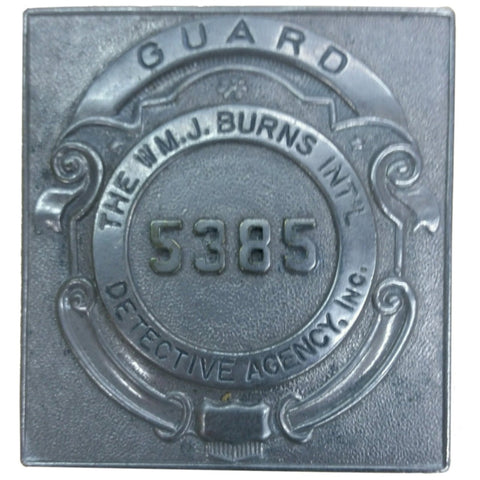 GUARD
THE WM. J. BURNS INT'L
5385
DETECTIVE AGENCY, INC.